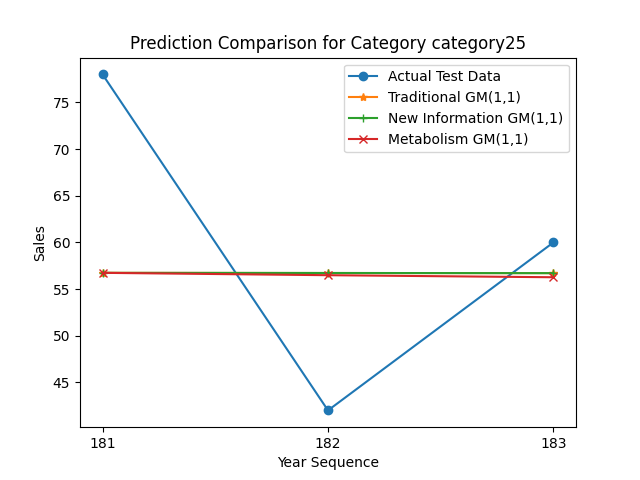 Prediction Comparison for Category category25
Actual Test Data
Traditional GM(1,1)
New Information GM(1,1)
Metabolism GM(1,1)
75
70
65
60
55
50
45
Sales
181
182
183
Year Sequence